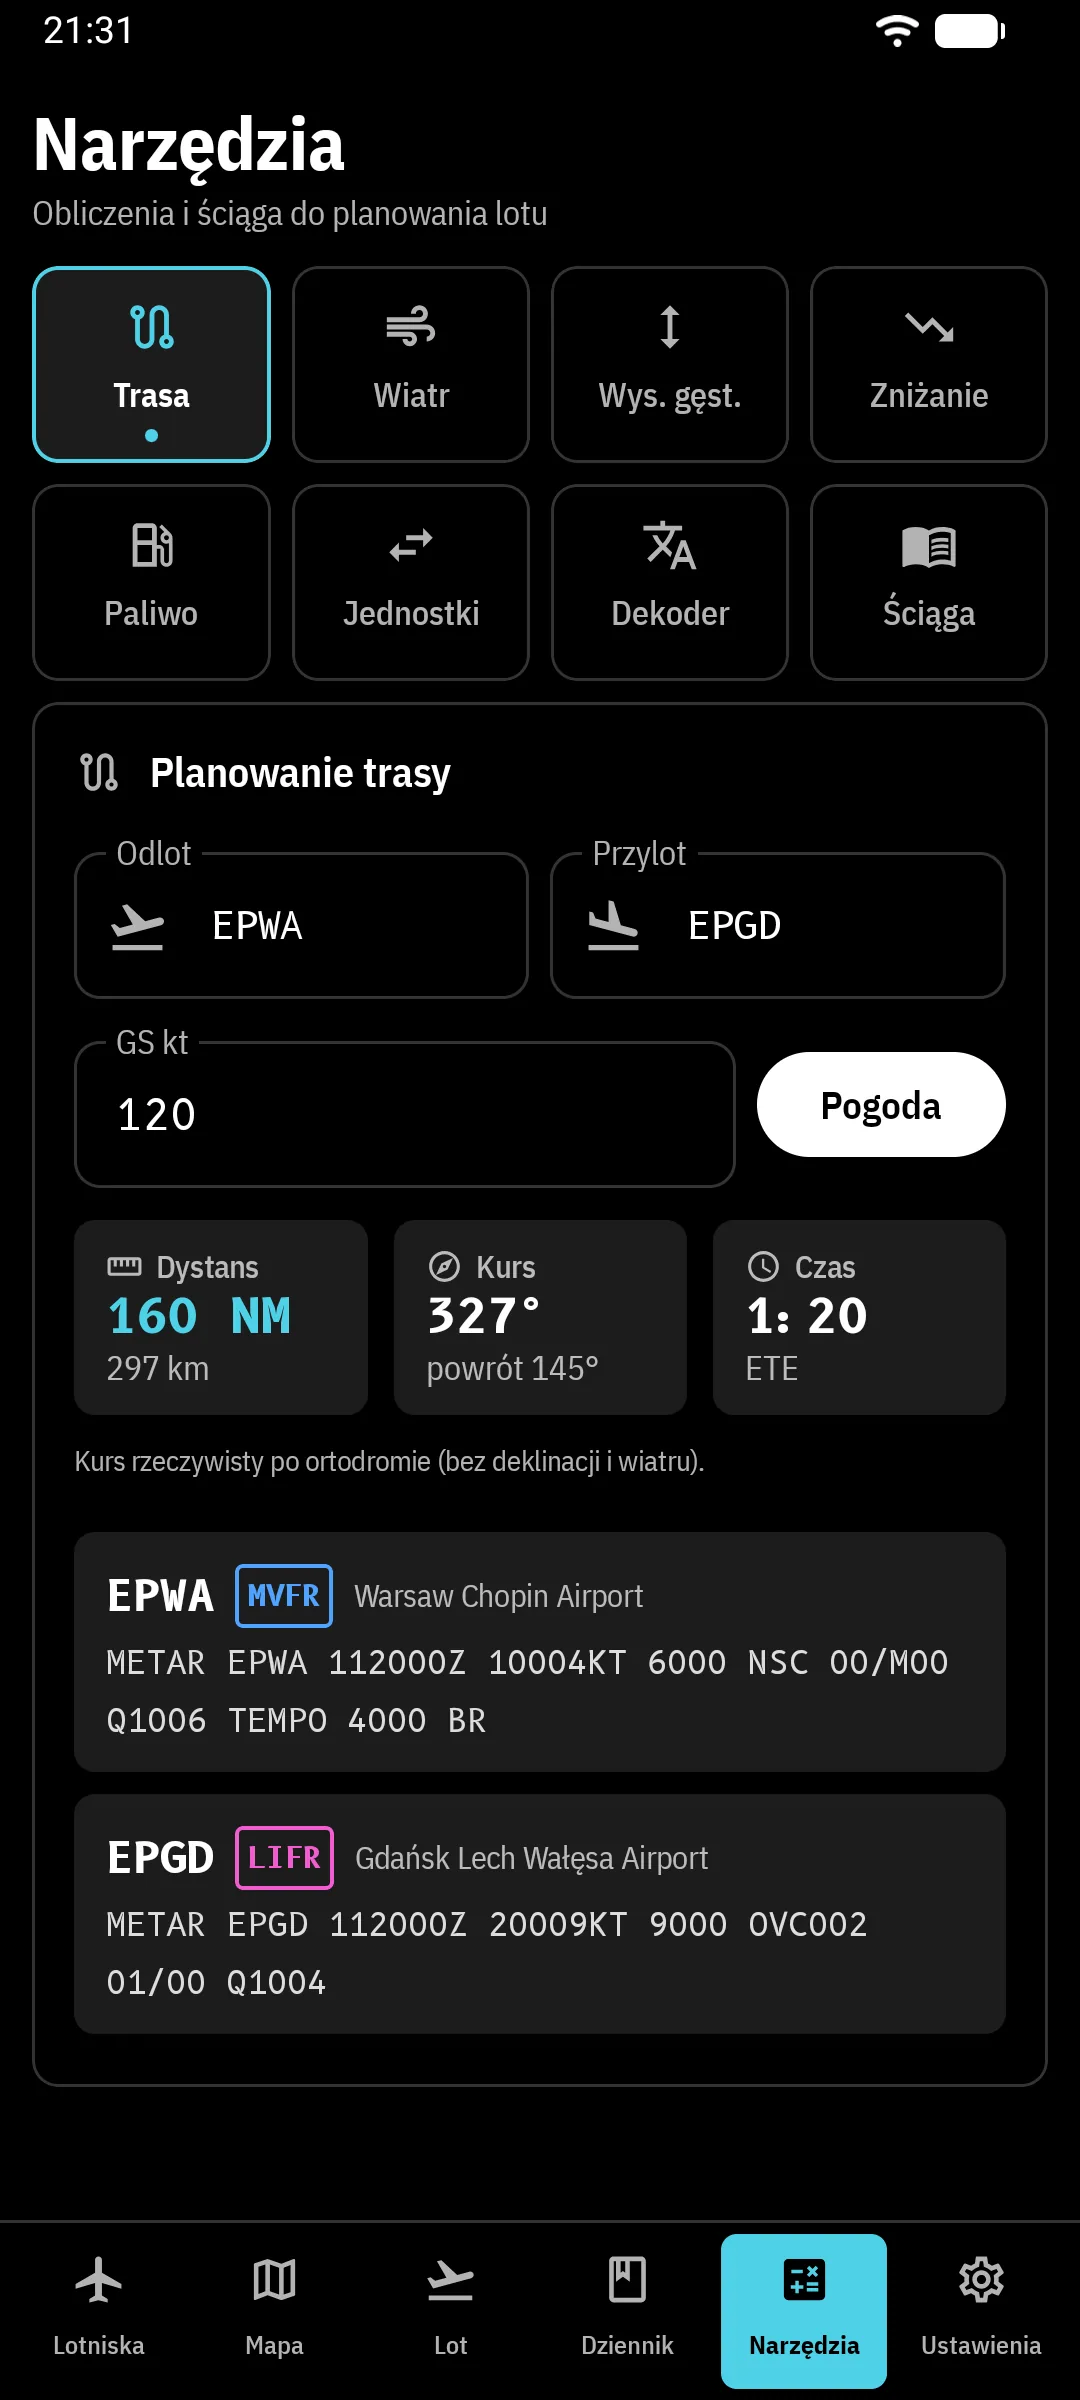 21:31
Narzędzia
Obliczenia i ściąga do planowania lotu
Trasa
Wiatr
Wys. gęst.
Zniżanie
Paliwo
Jednostki
Dekoder
Ściąga
Planowanie trasy
Odlot
EPWA
Przylot
EPGD
GS kt
120
Pogoda
Dystans
160 NM
297 km
Kurs
327°
powrót 145°
Czas
1:20
ETE
Kurs rzeczywisty po ortodromie (bez deklinacji i wiatru).
EPWA MVFR Warsaw Chopin Airport
METAR EPWA 112000Z 10004KT 6000 NSC 00/M00
Q1006 TEMPO 4000 BR
EPGD LIFR Gdańsk Lech Wałęsa Airport
METAR EPGD 112000Z 20009KT 9000 OVC002
01/00 Q1004
Lotniska
Mapa
Lot
Dziennik
Narzędzia
Ustawienia